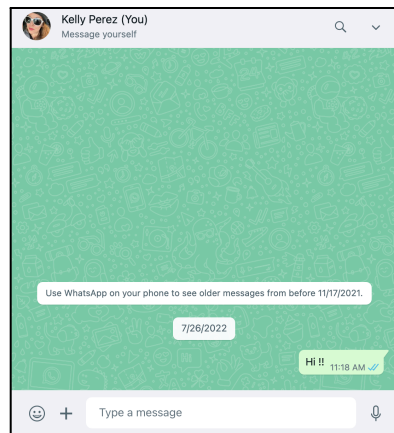 Kelly Perez (You)
Message yourself
Use WhatsApp on your phone to see older messages from before 11/17/2021.
7/26/2022
Hi !! 11:18 AM
Type a message